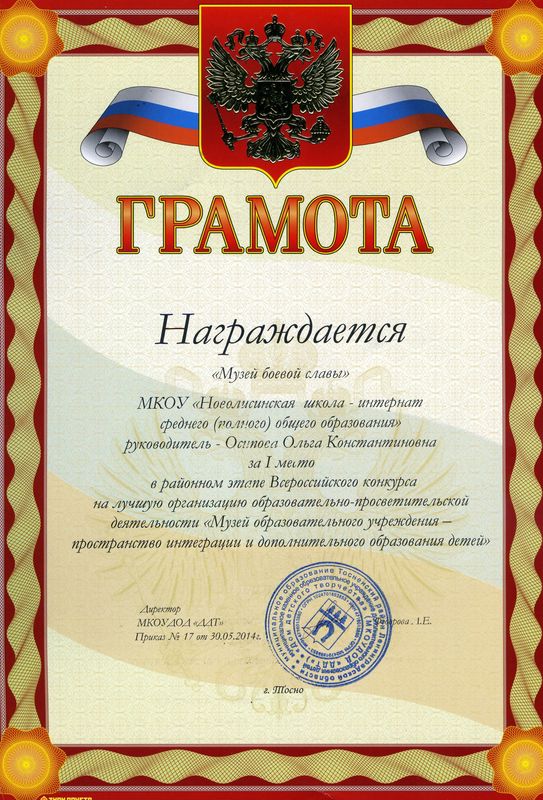 ГРАМОТА
Награждается
«Музей боевой славы»
МКОУ «Новолисинская школа - интернат
среднего (полного) общего образования»
руководитель - Осипова Ольга Константиновна
за I место
в районном этапе Всероссийского конкурса
на лучшую организацию образовательно-просветительской
деятельности «Музей образовательного учреждения –
пространство интеграции и дополнительного образования детей»
Директор
МКОУДОД «ДДТ»
Приказ № 17 от 30.05.2014г.
Л.Е.
г. Тосно